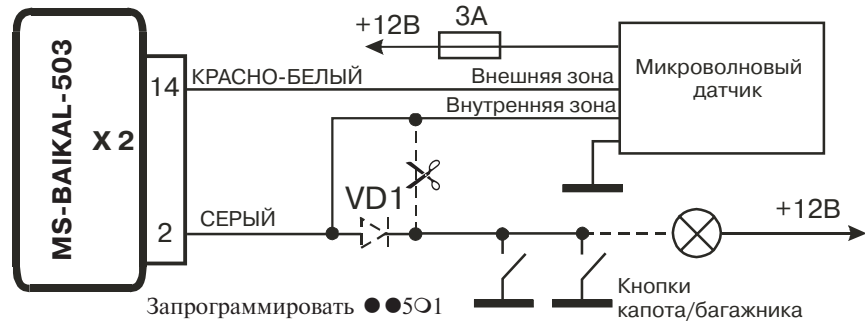 +12В
3А
MS-BAIKAL-503
X 2
14
КРАСНО-БЕЛЫЙ
Внешняя зона
Внутренняя зона
Микроволновый
датчик
2
СЕРЫЙ
VD1
+12В
Кнопки
капота/багажника
Запрограммировать ●●5○1